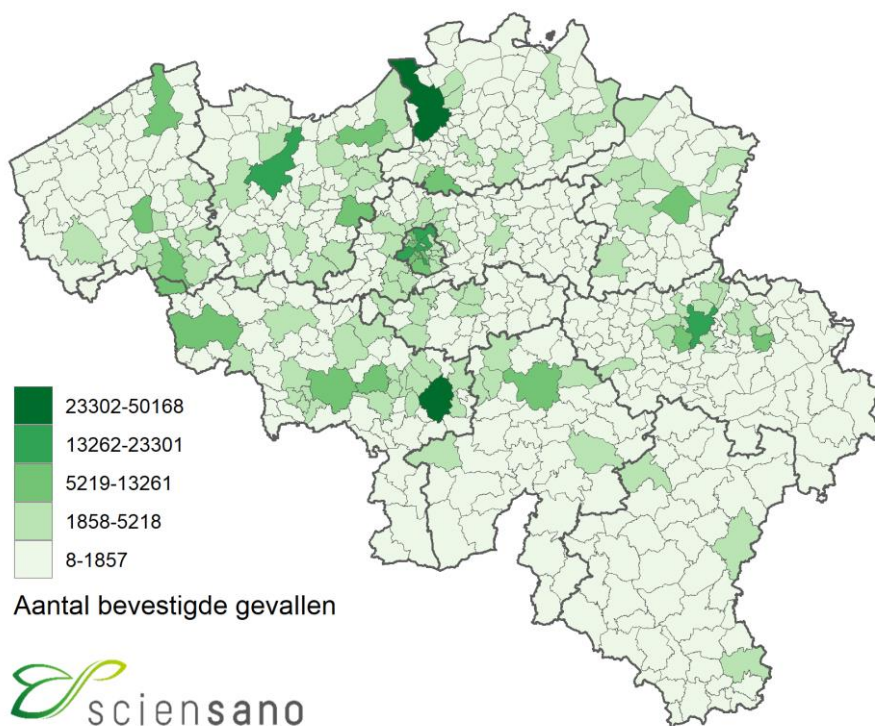 23302-50168
13262-23301
5219-13261
1858-5218
8-1857
Aantal bevestigde gevallen
sciensano